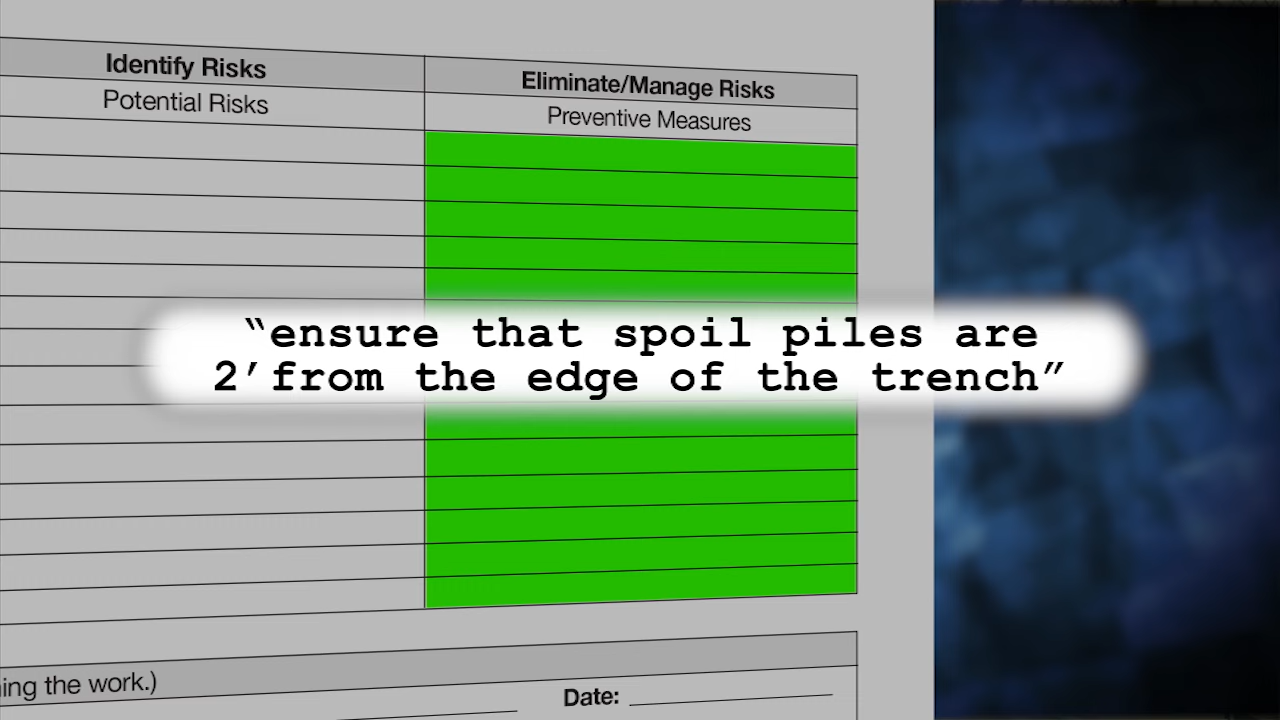 Identify Risks
Eliminate/Manage Risks
Potential Risks
Preventive Measures
“ensure that spoil piles are
2’from the edge of the trench”
ing the work.)
Date: